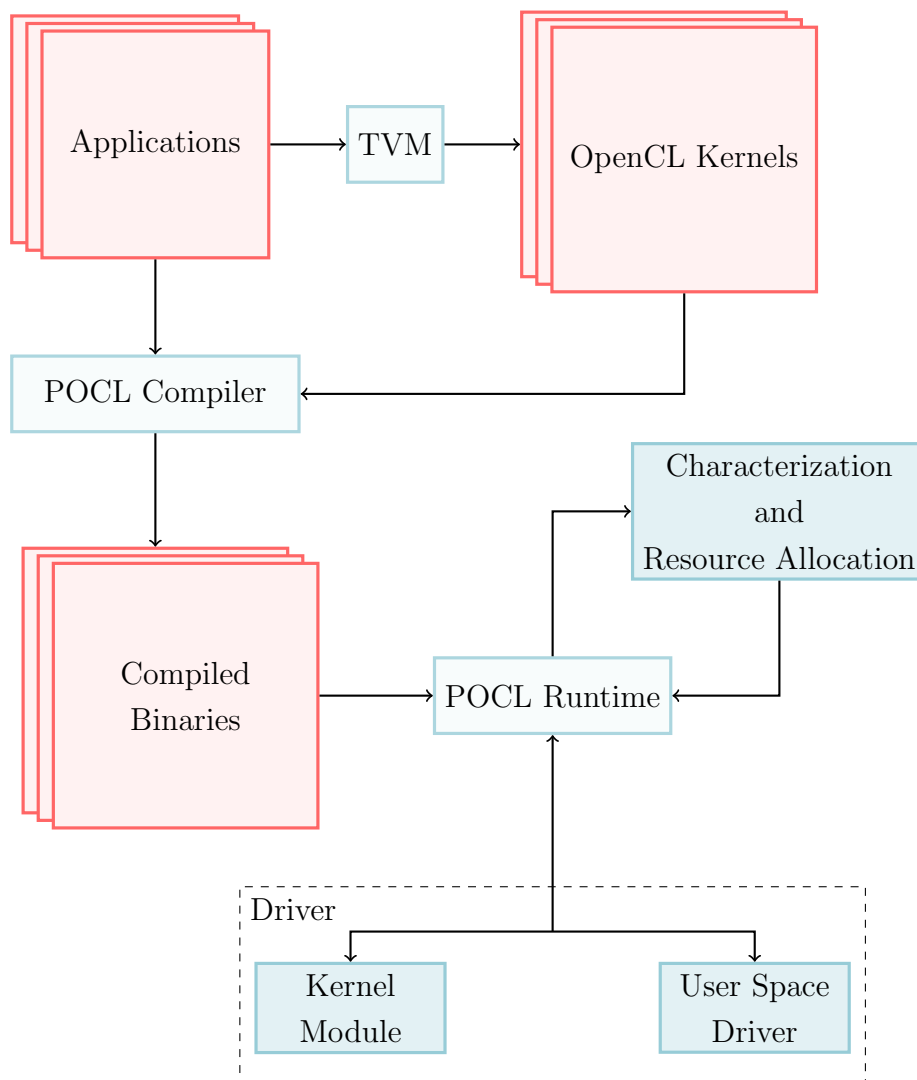 Applications
TVM
OpenCL Kernels
POCL Compiler
Characterization
and
Resource Allocation
Compiled
Binaries
POCL Runtime
Driver
Kernel
Module
User Space
Driver